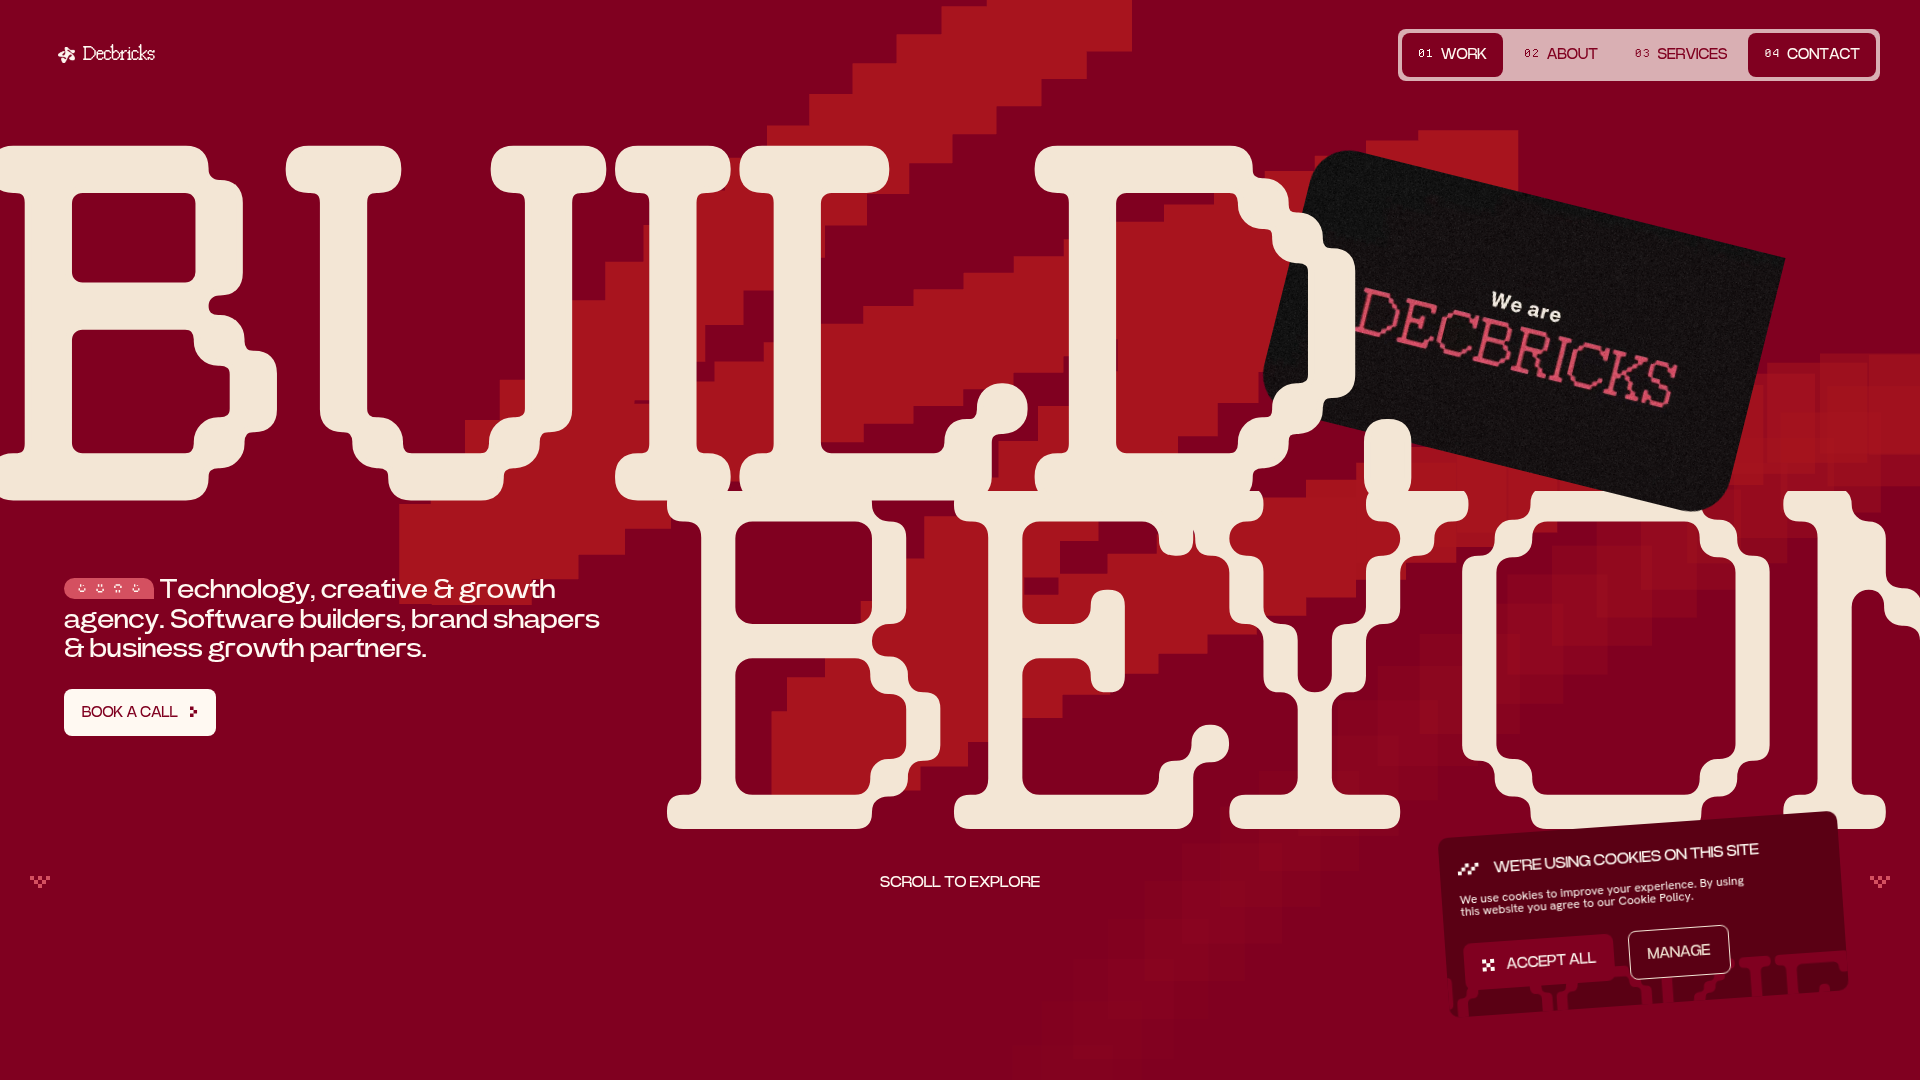 Decbricks
01 WORK
02 ABOUT
03 SERVICES
04 CONTACT
BUILD
We are
DECBRICKS
BEYON
Technology, creative & growth
agency. Software builders, brand shapers
& business growth partners.
BOOK A CALL
SCROLL TO EXPLORE
WE'RE USING COOKIES ON THIS SITE
We use cookies to improve your experience. By using
this website you agree to our Cookie Policy.
ACCEPT ALL
MANAGE